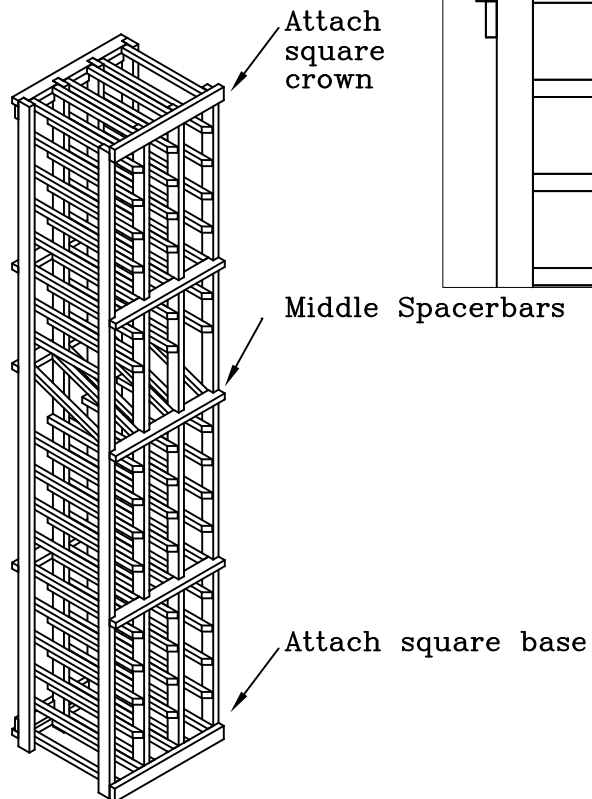 Attach
square
crown
Middle Spacerbars
Attach square base